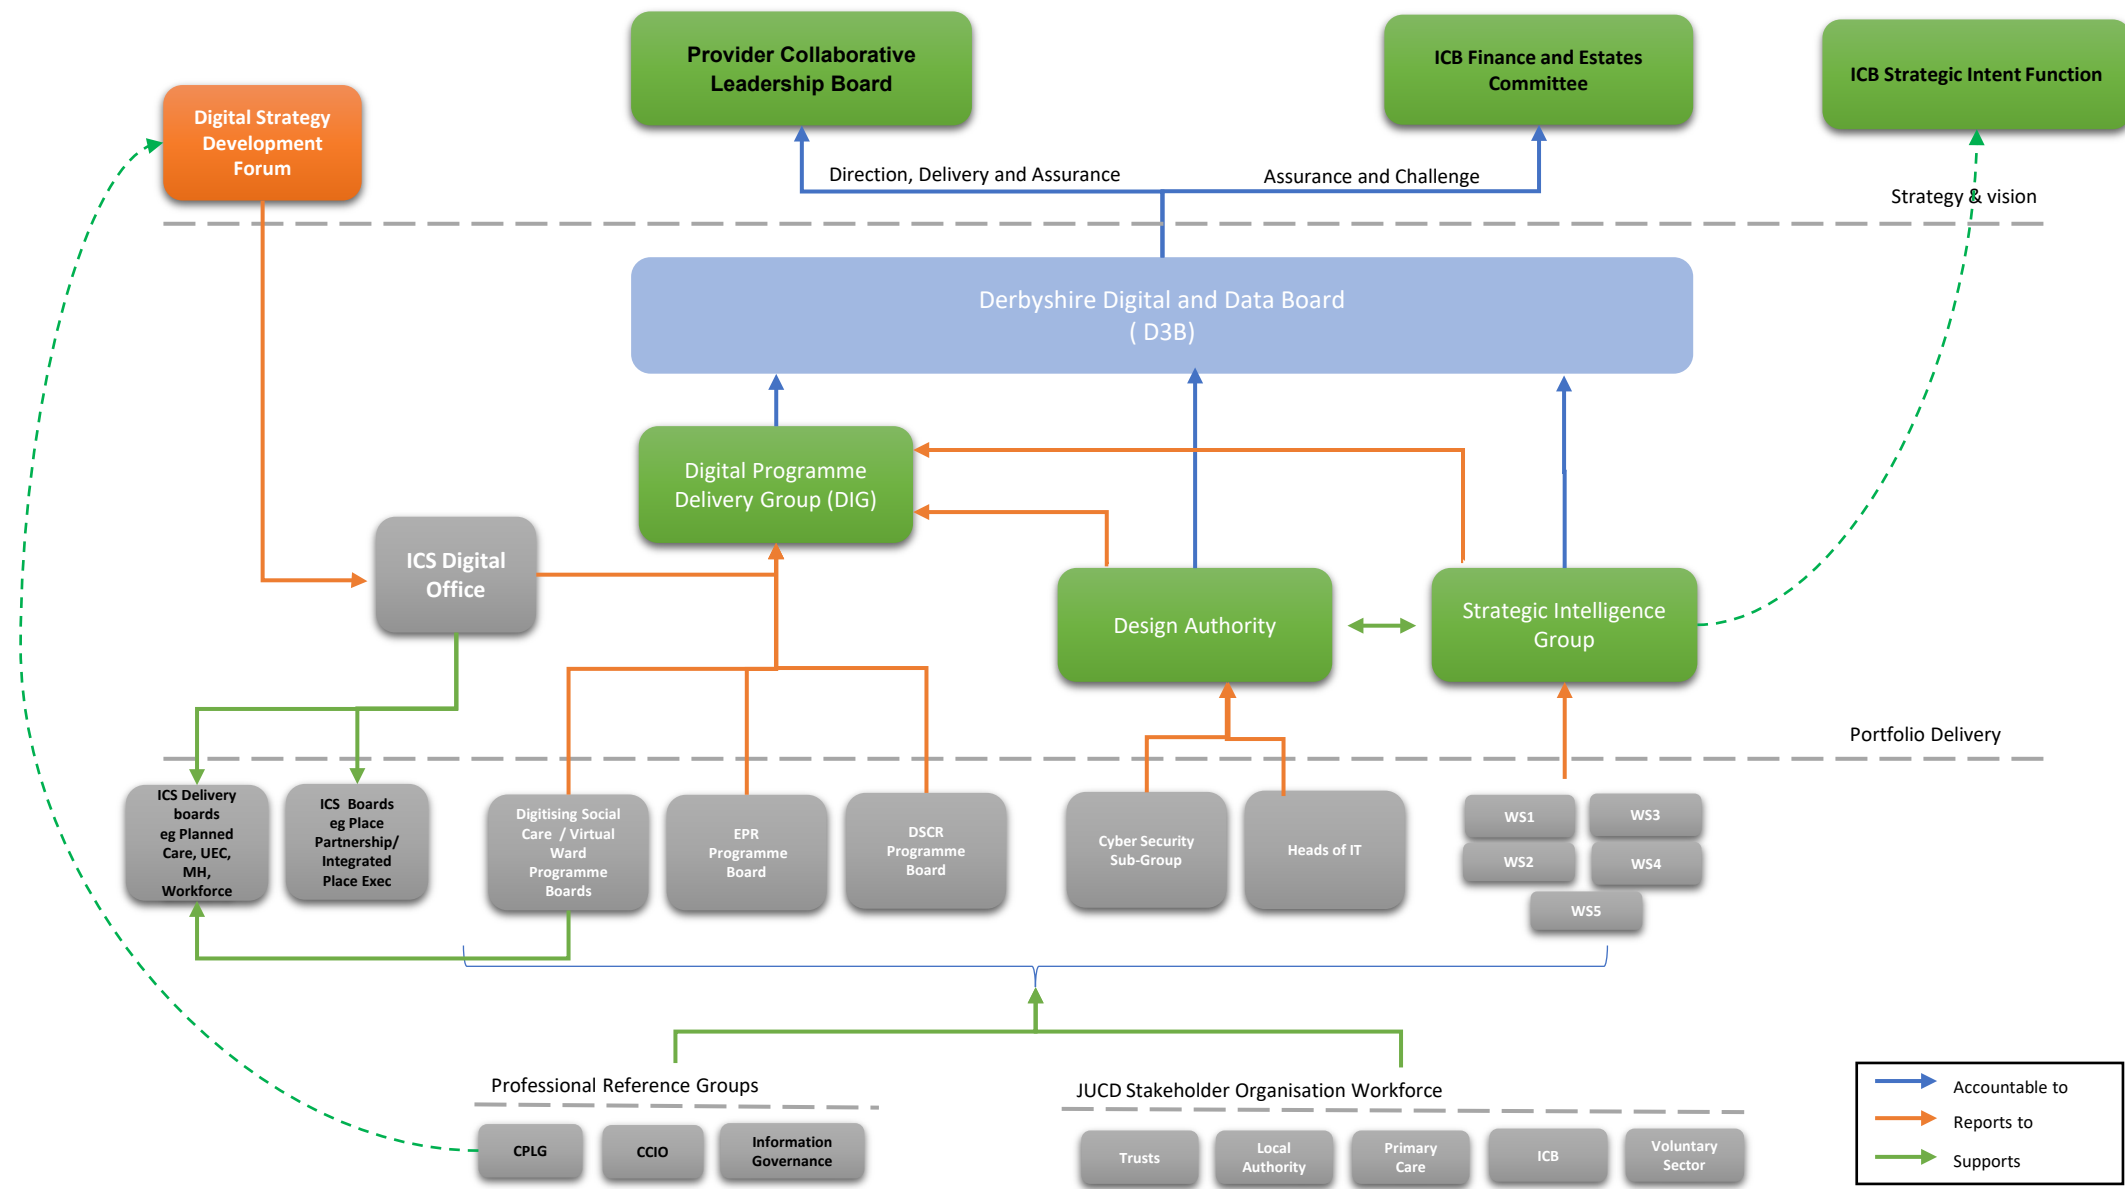 Provider Collaborative
Leadership Board
ICB Finance and Estates
Committee
ICB Strategic Intent Function
Digital Strategy
Development
Forum
Direction, Delivery and Assurance
Assurance and Challenge
Strategy & vision
Derbyshire Digital and Data Board
( D3B)
Digital Programme
Delivery Group (DIG)
ICS Digital
Office
Design Authority
Strategic Intelligence
Group
Portfolio Delivery
ICS Delivery
boards
eg Planned
Care, UEC,
MH,
Workforce
ICS Boards
eg Place
Partnership/
Integrated
Place Exec
Digitising Social
Care / Virtual
Ward
Programme
Boards
EPR
Programme
Board
DSCR
Programme
Board
Cyber Security
Sub-Group
Heads of IT
WS1
WS3
WS2
WS4
WS5
Professional Reference Groups
JUCD Stakeholder Organisation Workforce
CPLG
CCIO
Information
Governance
Trusts
Local
Authority
Primary
Care
ICB
Voluntary
Sector
Accountable to
Reports to
Supports